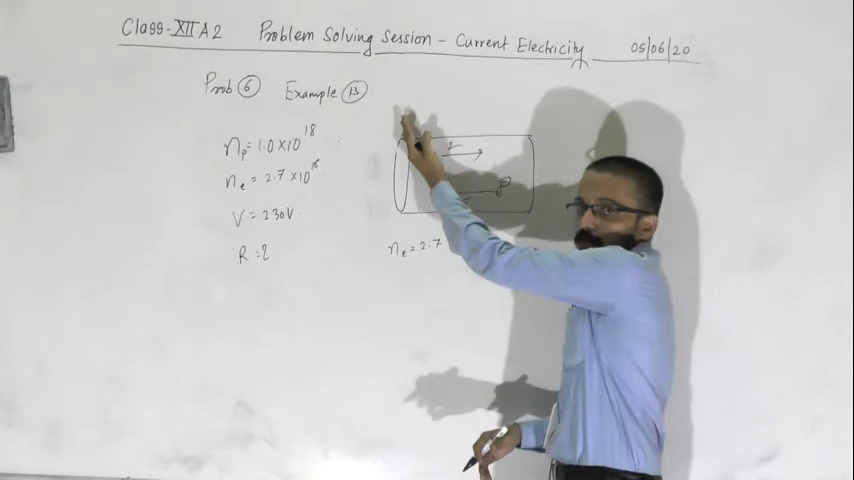 Class-XII A2 Problem Solving Session - Current Electricity 05/06/20
Prob 6 Example 13
np = 1.0 × 10^18
ne = 2.7 × 10^18
V = 230V
R = ?
ne = 2.7